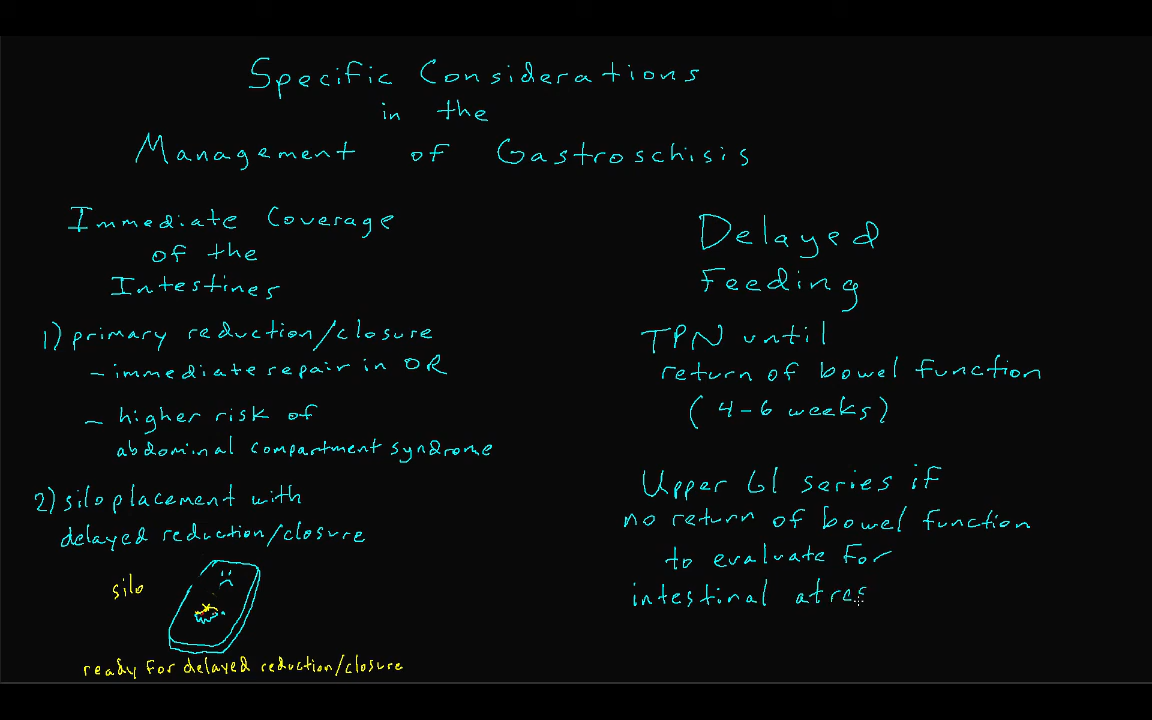 Specific Considerations
in the
Management of Gastroschisis
Immediate Coverage
of the
Intestines
1) primary reduction/closure
- immediate repair in OR
- higher risk of
abdominal compartment syndrome
2) silo placement with
delayed reduction/closure
silo
ready for delayed reduction/closure
Delayed
Feeding
TPN until
return of bowel function
(4-6 weeks)
Upper GI series if
no return of bowel function
to evaluate for
intestinal atres